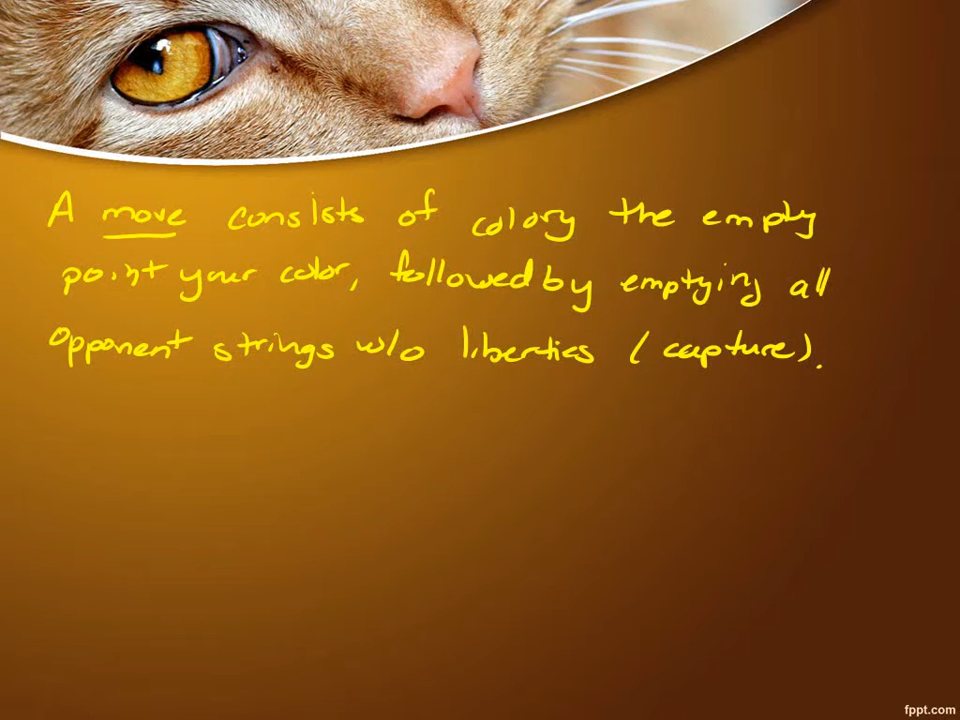 A move consists of colory the empty
point your color, followed by emptying all
opponent strings w/o liberties (capture).
fppt.com